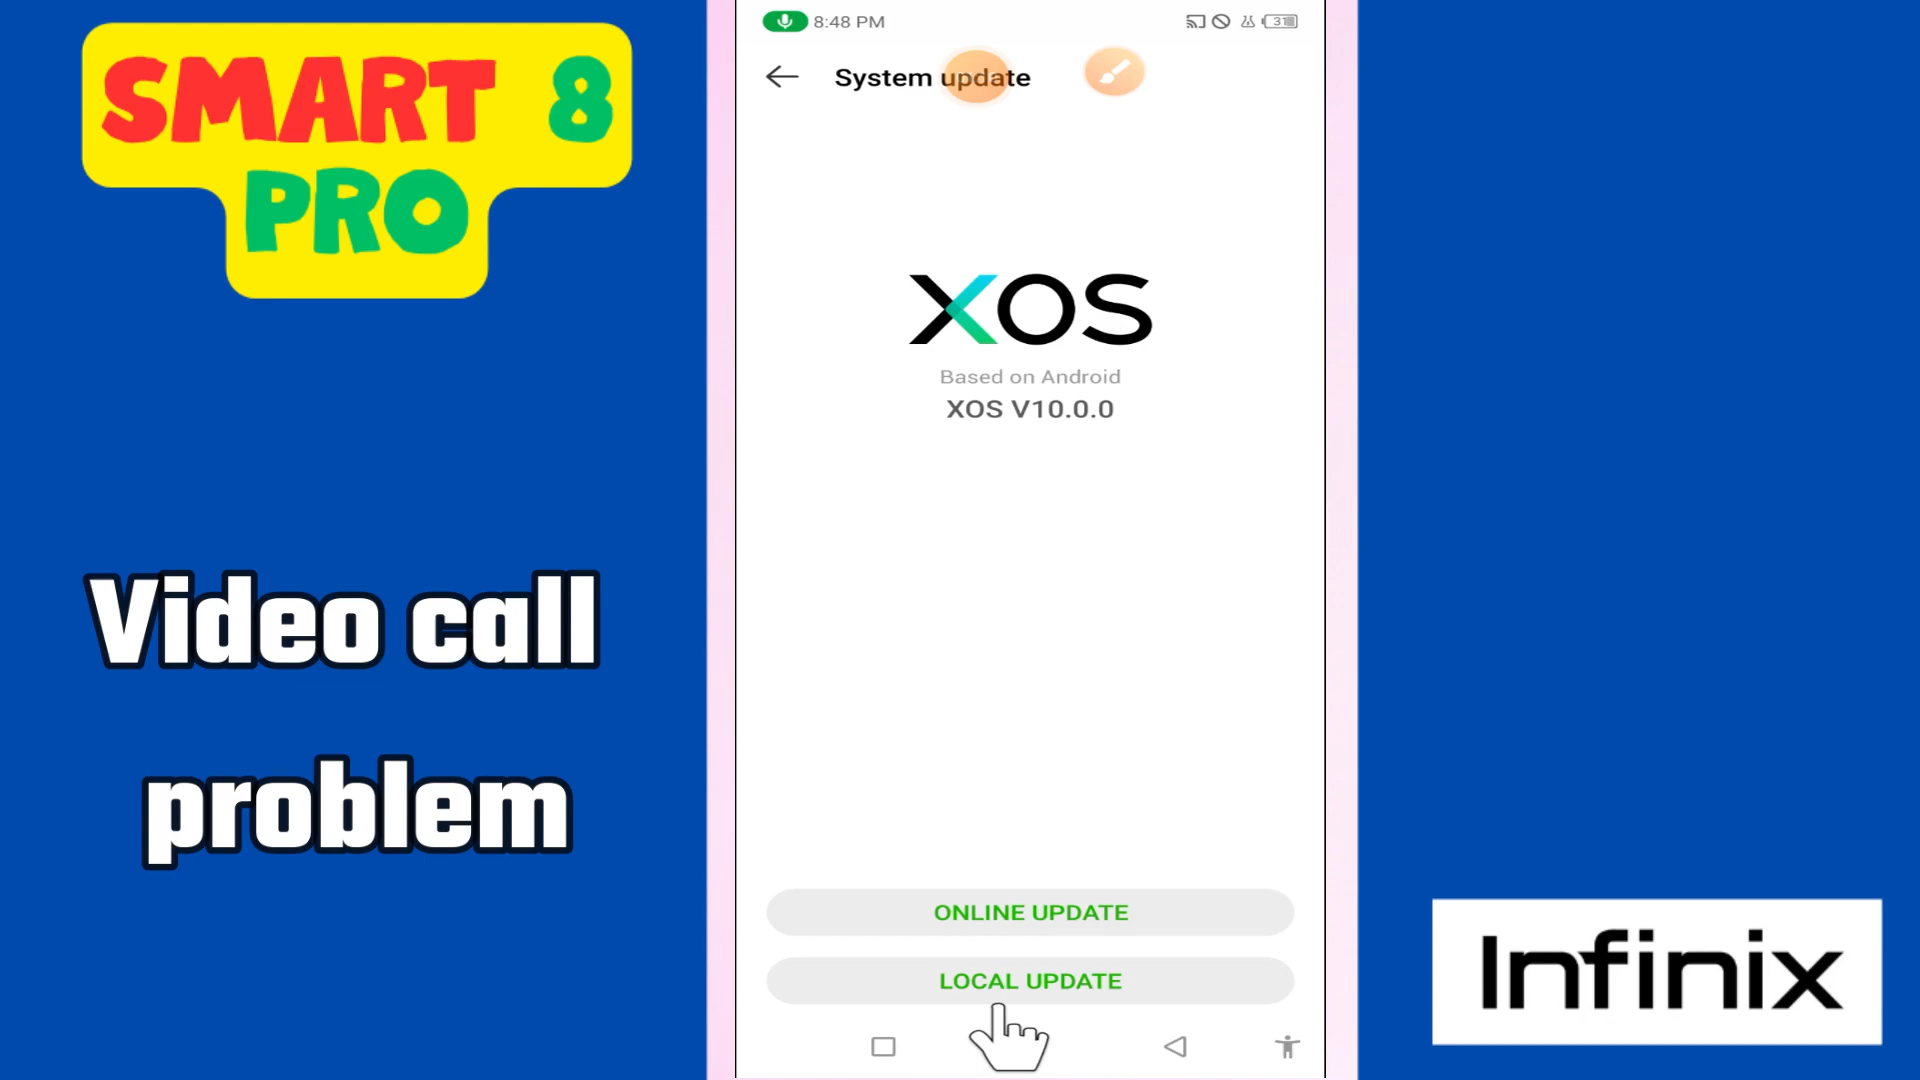 SMART 8
PRO
Video call
problem
8:48 PM
31
System update
XOS
Based on Android
XOS V10.0.0
ONLINE UPDATE
LOCAL UPDATE
Infinix